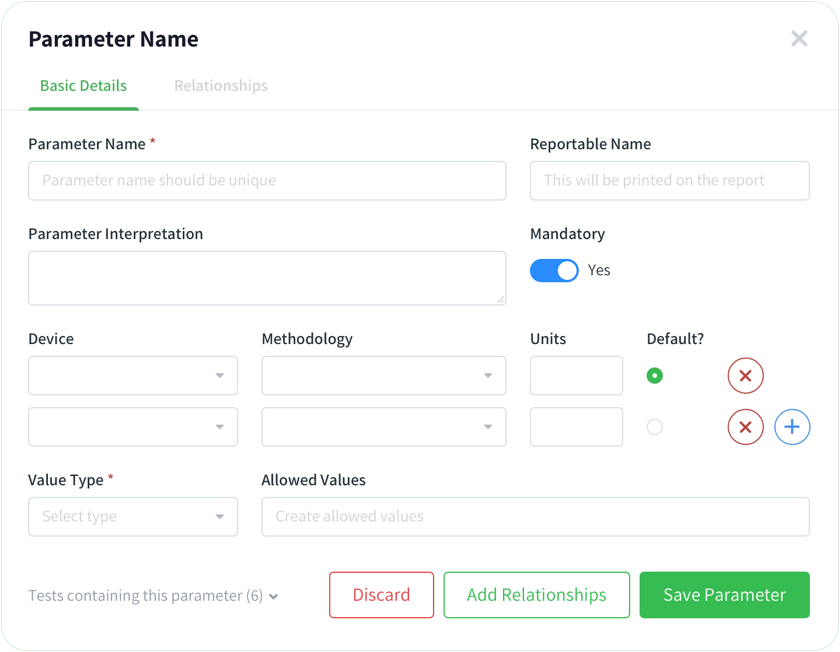 Parameter Name
Basic Details Relationships
Parameter Name * Reportable Name
Parameter name should be unique This will be printed on the report
Parameter Interpretation Mandatory
Yes
Device Methodology Units Default?
Value Type * Allowed Values
Select type Create allowed values
Tests containing this parameter (6) Discard Add Relationships Save Parameter